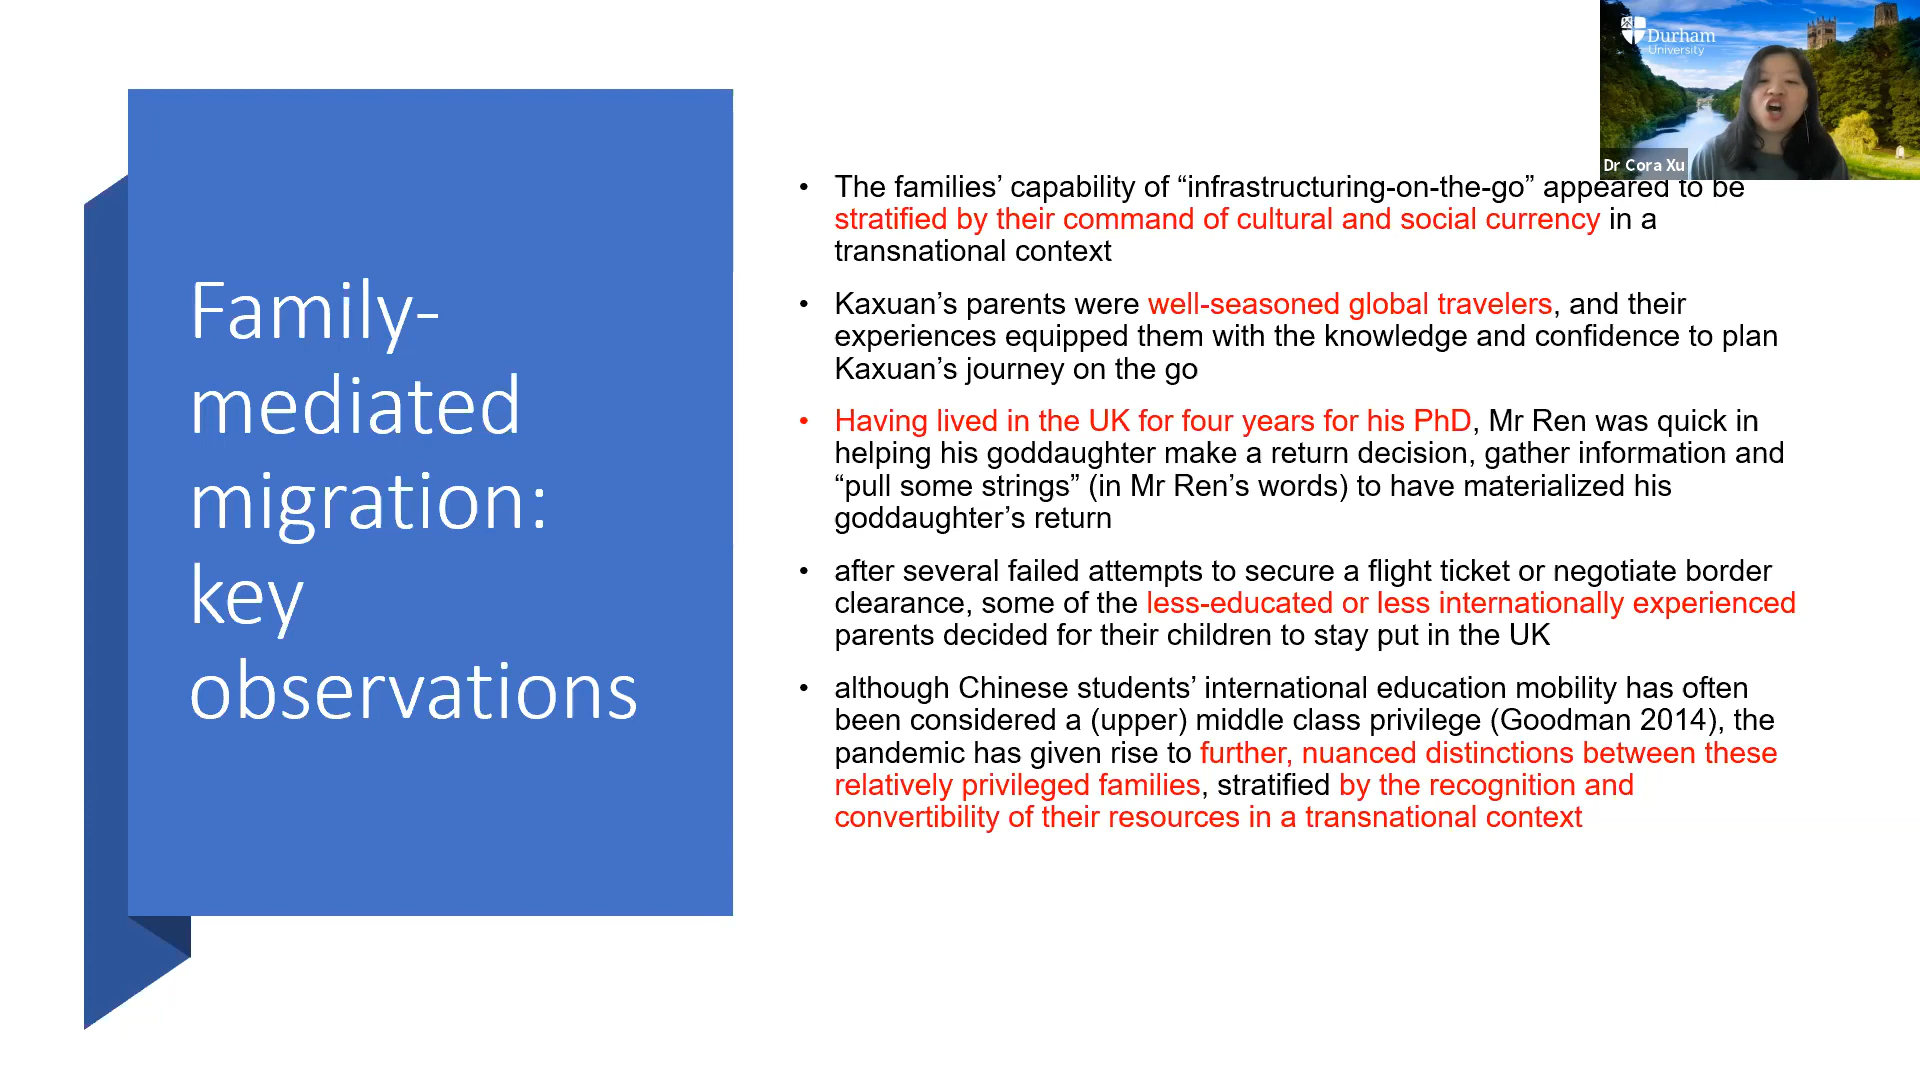 Durham
University
Dr Cora Xu
Family-
mediated
migration:
key
observations
• The families’ capability of “infrastructuring-on-the-go” appeared to be
stratified by their command of cultural and social currency in a
transnational context
• Kaxuan’s parents were well-seasoned global travelers, and their
experiences equipped them with the knowledge and confidence to plan
Kaxuan’s journey on the go
• Having lived in the UK for four years for his PhD, Mr Ren was quick in
helping his goddaughter make a return decision, gather information and
“pull some strings” (in Mr Ren’s words) to have materialized his
goddaughter’s return
• after several failed attempts to secure a flight ticket or negotiate border
clearance, some of the less-educated or less internationally experienced
parents decided for their children to stay put in the UK
• although Chinese students’ international education mobility has often
been considered a (upper) middle class privilege (Goodman 2014), the
pandemic has given rise to further, nuanced distinctions between these
relatively privileged families, stratified by the recognition and
convertibility of their resources in a transnational context